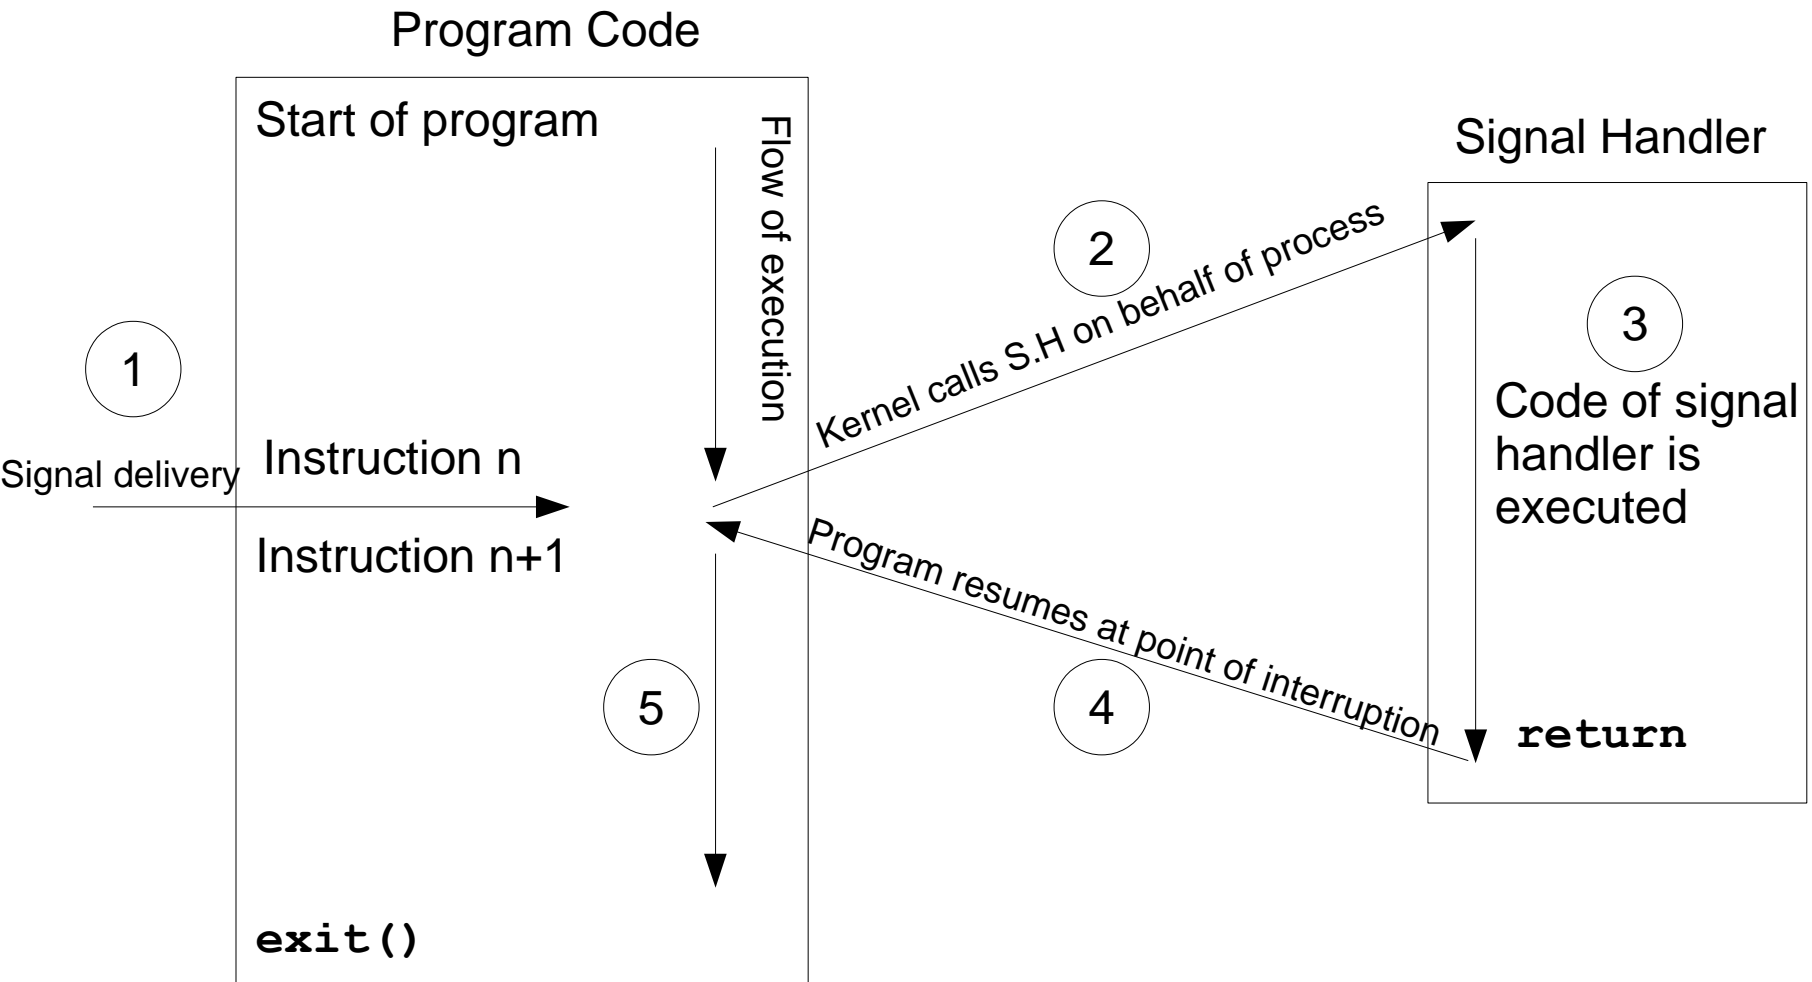 Program Code
Start of program
Flow of execution
Signal Handler
2
Kernel calls S.H on behalf of process
3
1
Code of signal
handler is
executed
Signal delivery
Instruction n
Instruction n+1
Program resumes at point of interruption
5
4
return
exit()